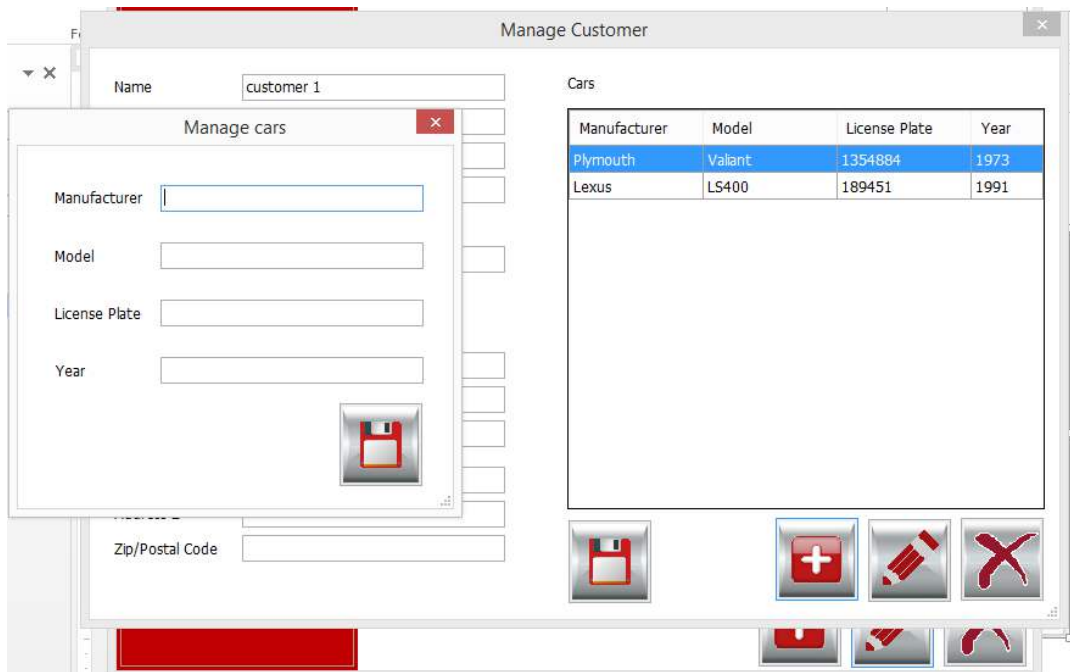 Manage Customer
Name
customer 1
Cars
Manage cars
Manufacturer Model License Plate Year
Plymouth Valiant 1354884 1973
Lexus LS400 189451 1991
Manufacturer
Model
License Plate
Year
Zip/Postal Code